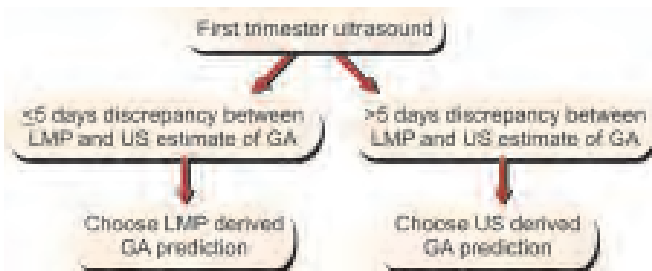 First trimester ultrasound
≤5 days discrepancy between
LMP and US estimate of GA
>5 days discrepancy between
LMP and US estimate of GA
Choose LMP derived
GA prediction
Choose US derived
GA prediction